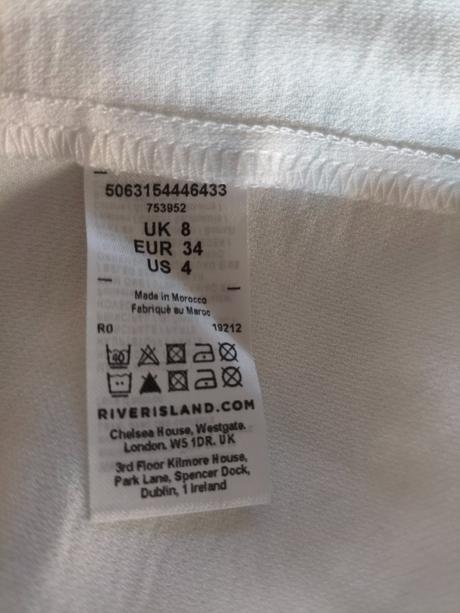 5063154446433
753952
UK 8
EUR 34
US 4
Made in Morocco
Fabriqué au Maroc
R0 19212
40
RIVERISLAND.COM
Chelsea House, Westgate.
London. W5 1DR. UK
3rd Floor Kilmore House,
Park Lane, Spencer Dock,
Dublin, 1 Ireland